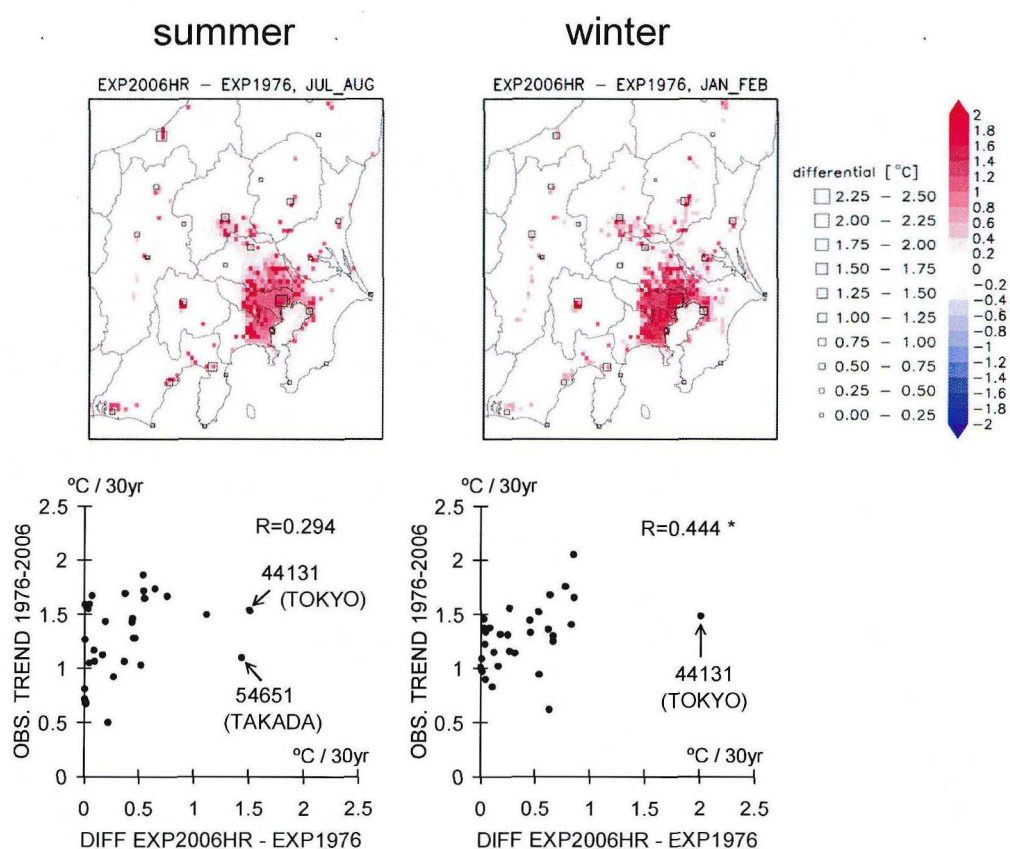 summer
winter
EXP2006HR − EXP1976, JUL_AUG
EXP2006HR − EXP1976, JAN_FEB
differential [°C]
2.25 − 2.50
2.00 − 2.25
1.75 − 2.00
1.50 − 1.75
1.25 − 1.50
1.00 − 1.25
0.75 − 1.00
0.50 − 0.75
0.25 − 0.50
0.00 − 0.25
2
1.8
1.6
1.4
1.2
1
0.8
0.6
0.4
0.2
0
−0.2
−0.4
−0.6
−0.8
−1
−1.2
−1.4
−1.6
−1.8
−2
ºC / 30yr
OBS. TREND 1976-2006
2.5
2
1.5
1
0.5
0
R=0.294
44131
(TOKYO)
54651
(TAKADA)
ºC / 30yr
0 0.5 1 1.5 2 2.5
DIFF EXP2006HR - EXP1976
ºC / 30yr
OBS. TREND 1976-2006
2.5
2
1.5
1
0.5
0
R=0.444 *
44131
(TOKYO)
ºC / 30yr
0 0.5 1 1.5 2 2.5
DIFF EXP2006HR - EXP1976